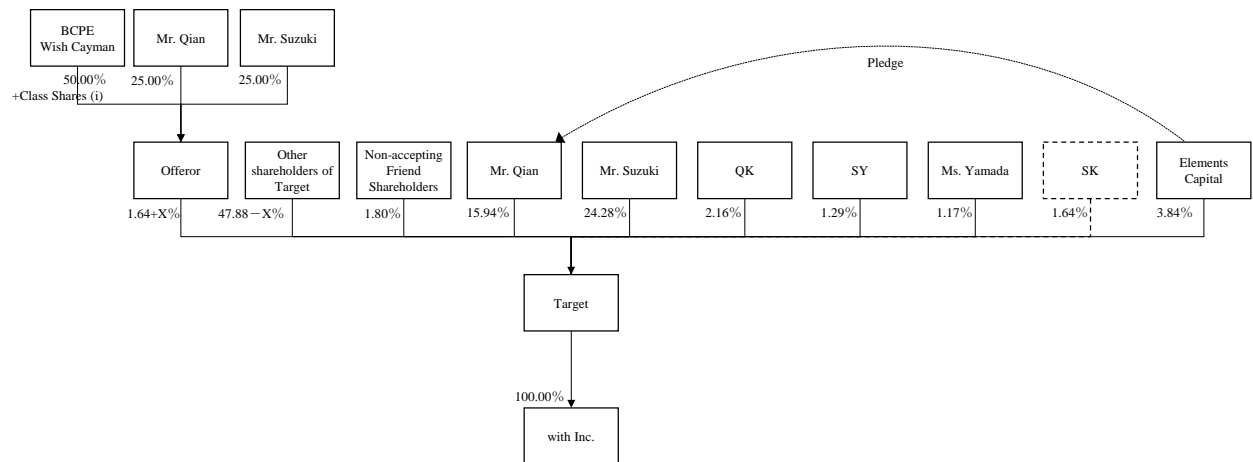 BCPE
Wish Cayman
Mr. Qian
Mr. Suzuki
50.00%
+Class Shares (i)
25.00%
25.00%
Pledge
Offeror
Other
shareholders of
Target
Non-accepting
Friend
Shareholders
Mr. Qian
Mr. Suzuki
QK
SY
Ms. Yamada
SK
Elements
Capital
1.64+X%
47.88－X%
1.80%
15.94%
24.28%
2.16%
1.29%
1.17%
1.64%
3.84%
Target
100.00%
with Inc.